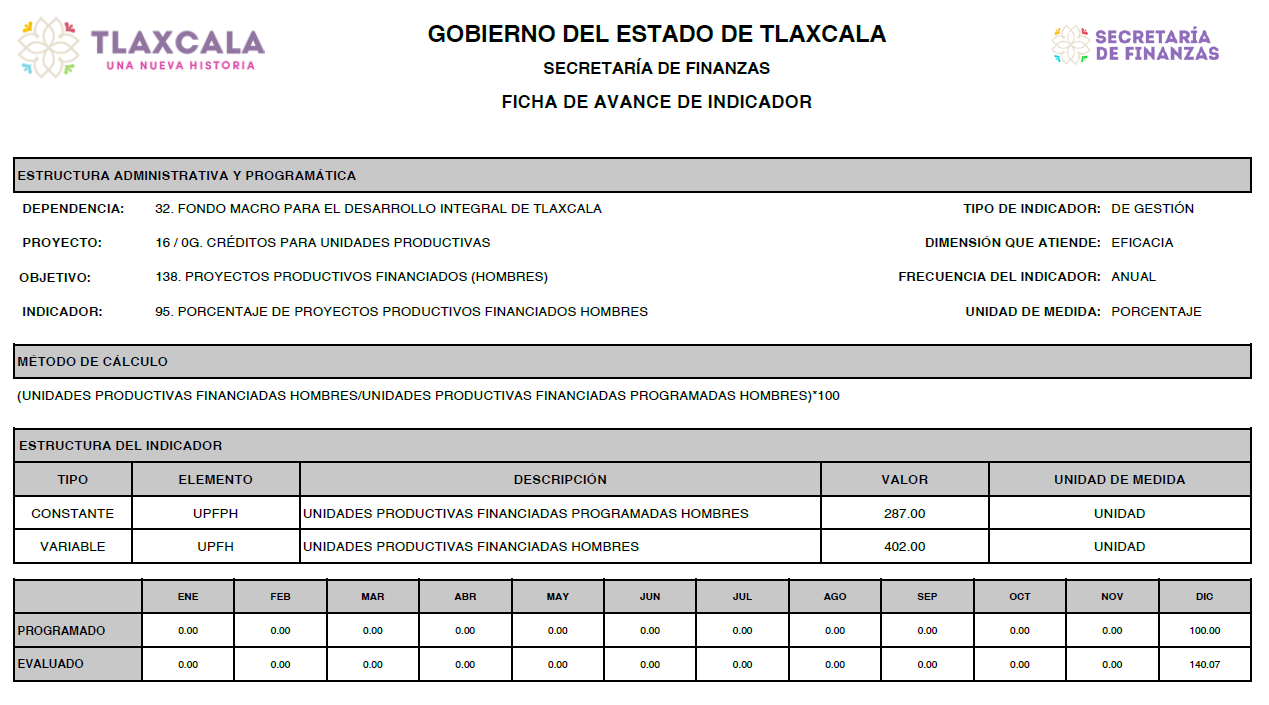 TLAXCALA
UNA NUEVA HISTORIA
GOBIERNO DEL ESTADO DE TLAXCALA
SECRETARÍA DE FINANZAS
FICHA DE AVANCE DE INDICADOR
SECRETARÍA
DE FINANZAS
ESTRUCTURA ADMINISTRATIVA Y PROGRAMÁTICA
DEPENDENCIA: 32. FONDO MACRO PARA EL DESARROLLO INTEGRAL DE TLAXCALA TIPO DE INDICADOR: DE GESTIÓN
PROYECTO: 16 / 0G. CRÉDITOS PARA UNIDADES PRODUCTIVAS DIMENSIÓN QUE ATIENDE: EFICACIA
OBJETIVO: 138. PROYECTOS PRODUCTIVOS FINANCIADOS (HOMBRES) FRECUENCIA DEL INDICADOR: ANUAL
INDICADOR: 95. PORCENTAJE DE PROYECTOS PRODUCTIVOS FINANCIADOS HOMBRES UNIDAD DE MEDIDA: PORCENTAJE
MÉTODO DE CÁLCULO
(UNIDADES PRODUCTIVAS FINANCIADAS HOMBRES/UNIDADES PRODUCTIVAS FINANCIADAS PROGRAMADAS HOMBRES)*100
ESTRUCTURA DEL INDICADOR
TIPO ELEMENTO DESCRIPCIÓN VALOR UNIDAD DE MEDIDA
CONSTANTE UPFPH UNIDADES PRODUCTIVAS FINANCIADAS PROGRAMADAS HOMBRES 287.00 UNIDAD
VARIABLE UPFH UNIDADES PRODUCTIVAS FINANCIADAS HOMBRES 402.00 UNIDAD
ENE FEB MAR ABR MAY JUN JUL AGO SEP OCT NOV DIC
PROGRAMADO 0.00 0.00 0.00 0.00 0.00 0.00 0.00 0.00 0.00 0.00 0.00 100.00
EVALUADO 0.00 0.00 0.00 0.00 0.00 0.00 0.00 0.00 0.00 0.00 0.00 140.07